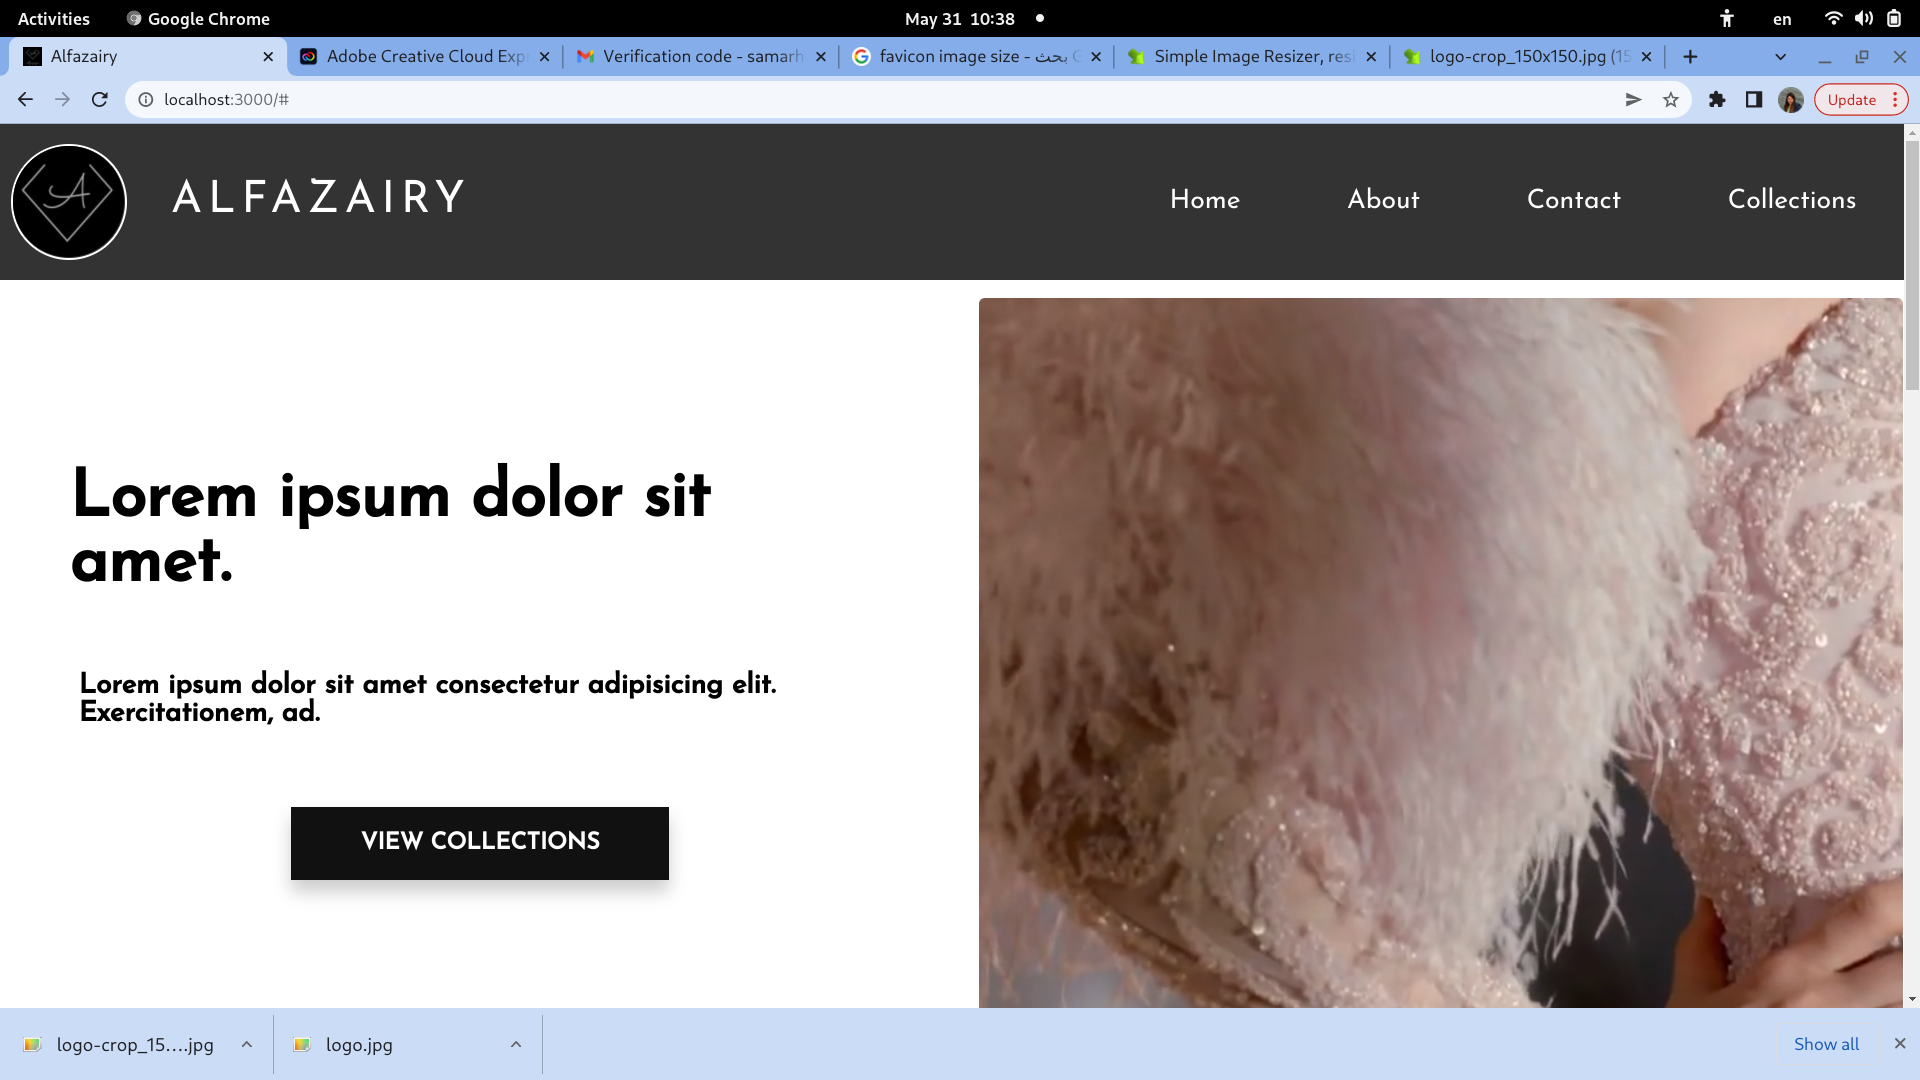 Activities
Google Chrome
May 31 10:38
en
Alfazairy
Adobe Creative Cloud Exp
Verification code - samarh
favicon image size - بحث G
Simple Image Resizer, resi
logo-crop_150x150.jpg (15
localhost:3000/#
Update
A
ALFAZAIRY
Home
About
Contact
Collections
Lorem ipsum dolor sit
amet.
Lorem ipsum dolor sit amet consectetur adipisicing elit.
Exercitationem, ad.
VIEW COLLECTIONS
logo-crop_15....jpg
logo.jpg
Show all